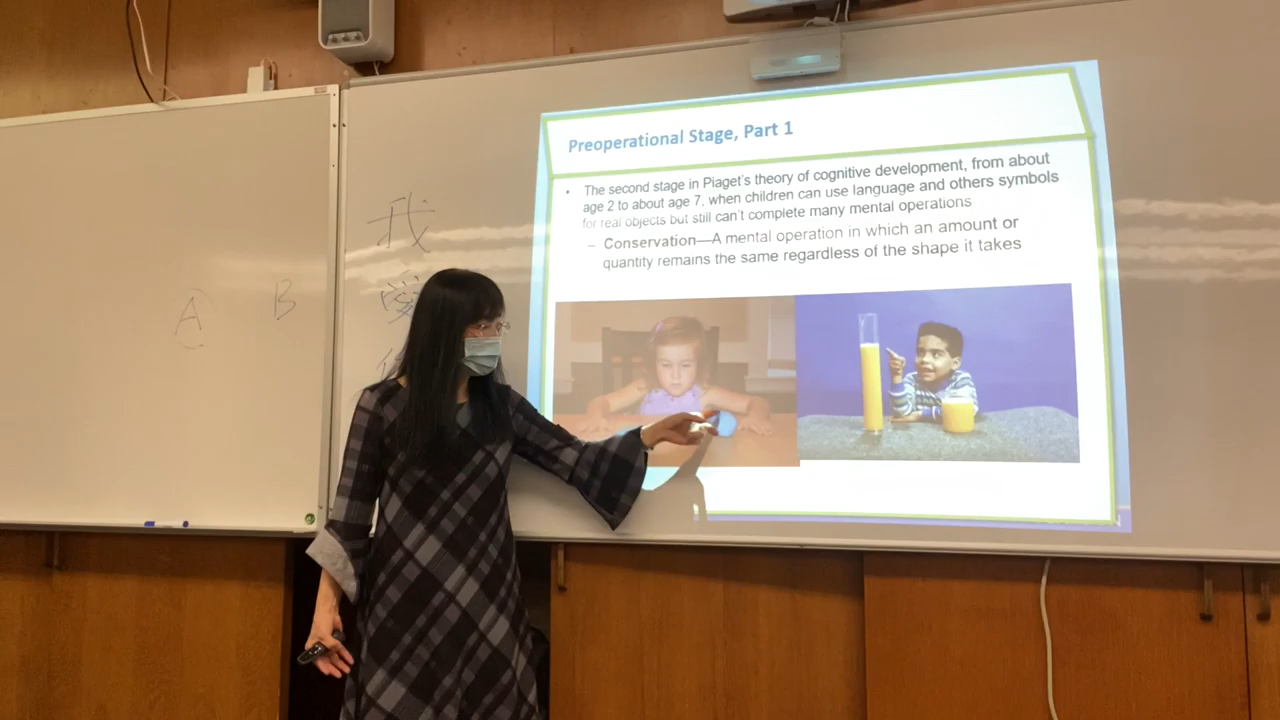 A B
我
愛
Preoperational Stage, Part 1
• The second stage in Piaget's theory of cognitive development, from about
age 2 to about age 7, when children can use language and others symbols
for real objects but still can't complete many mental operations
– Conservation—A mental operation in which an amount or
quantity remains the same regardless of the shape it takes